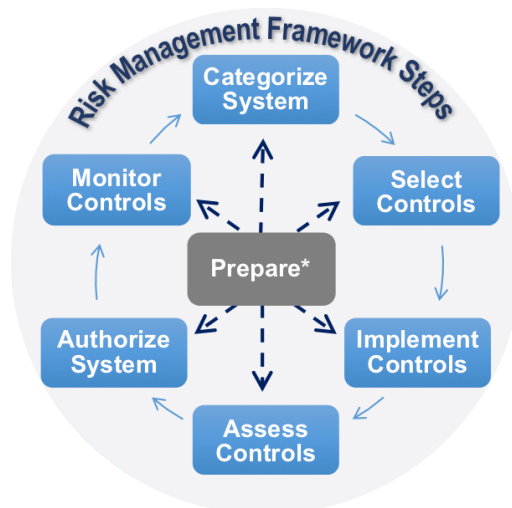 Risk Management Framework Steps
Categorize
System
Monitor
Controls
Select
Controls
Prepare*
Authorize
System
Implement
Controls
Assess
Controls